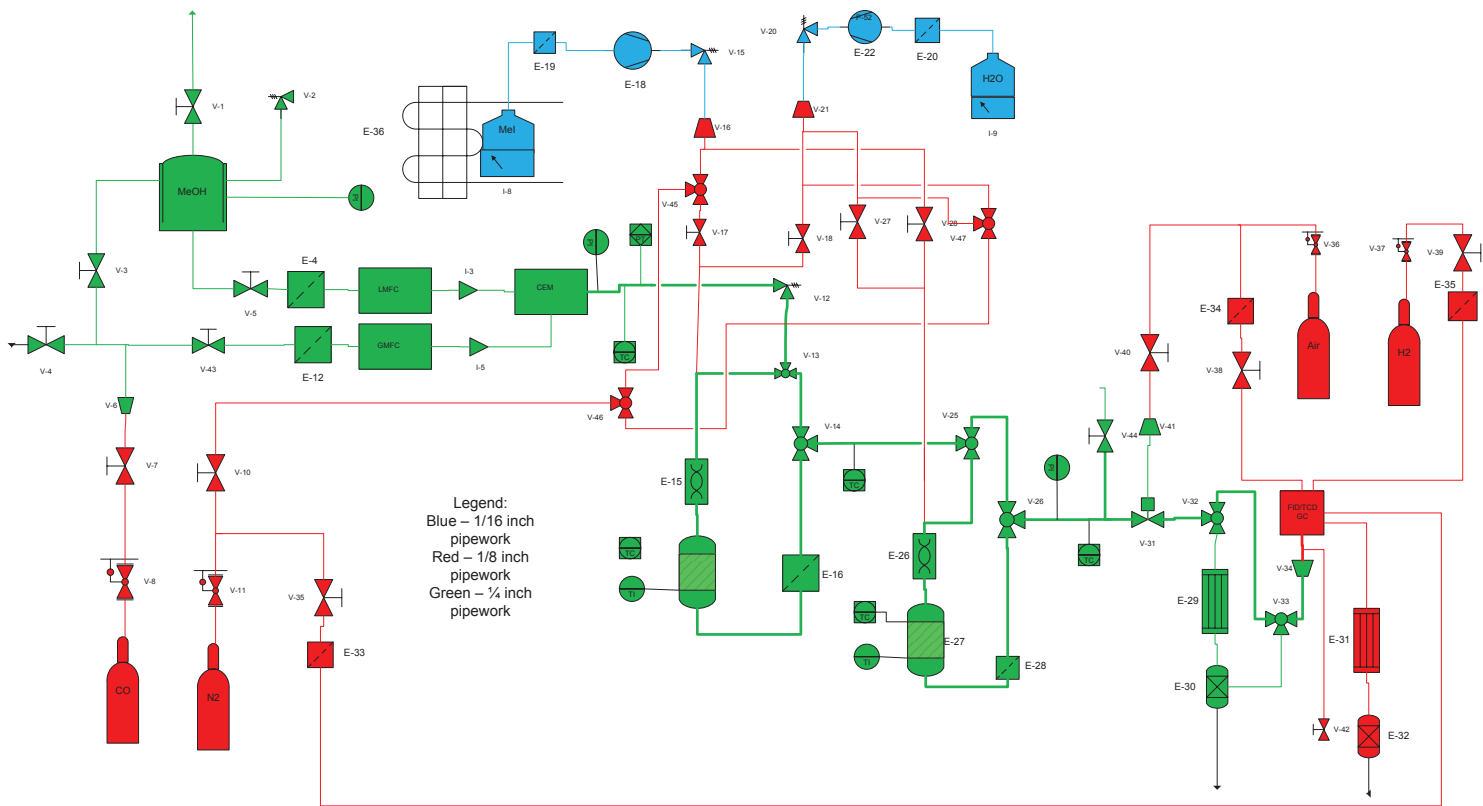 V-20
P-52
E-22
E-20
H2O
I-9
V-21
E-19
E-18
V-15
V-16
E-36
MeI
I-8
V-1
V-2
MeOH
PI
V-3
V-4
V-5
E-4
LMFC
I-3
CEM
V-43
E-12
GMFC
I-5
PI
PT
TC
V-45
V-17
V-18
V-27
V-28
V-47
V-12
V-13
V-46
V-14
TC
V-25
V-26
V-6
V-7
V-10
V-8
V-11
V-35
E-33
CO
N2
Legend:
Blue – 1/16 inch
pipework
Red – 1/8 inch
pipework
Green – ¼ inch
pipework
E-15
TC
TI
E-16
E-26
TC
E-27
TI
E-28
PI
TC
V-44
V-40
V-41
V-31
V-32
E-34
V-38
V-36
Air
V-37
H2
V-39
E-35
FID/TCD
GC
V-34
V-33
E-29
E-30
E-31
V-42
E-32